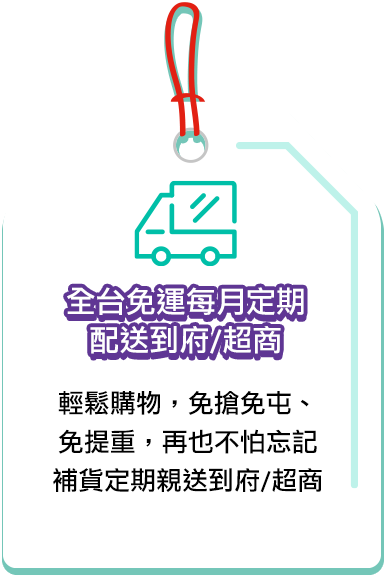 全台免運每月定期
配送到府/超商
輕鬆購物，免搶免屯、
免提重，再也不怕忘記
補貨定期親送到府/超商